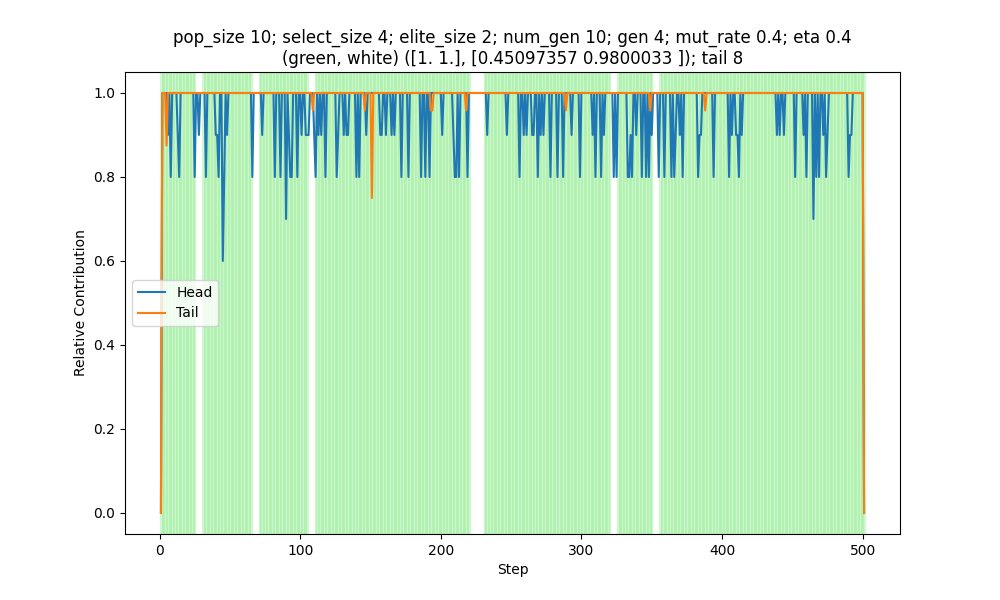 pop_size 10; select_size 4; elite_size 2; num_gen 10; gen 4; mut_rate 0.4; eta 0.4
(green, white) ([1. 1.], [0.45097357 0.9800033 ]); tail 8
1.0
0.8
0.6
0.4
0.2
0.0
Relative Contribution
Head
Tail
0 100 200 300 400 500
Step